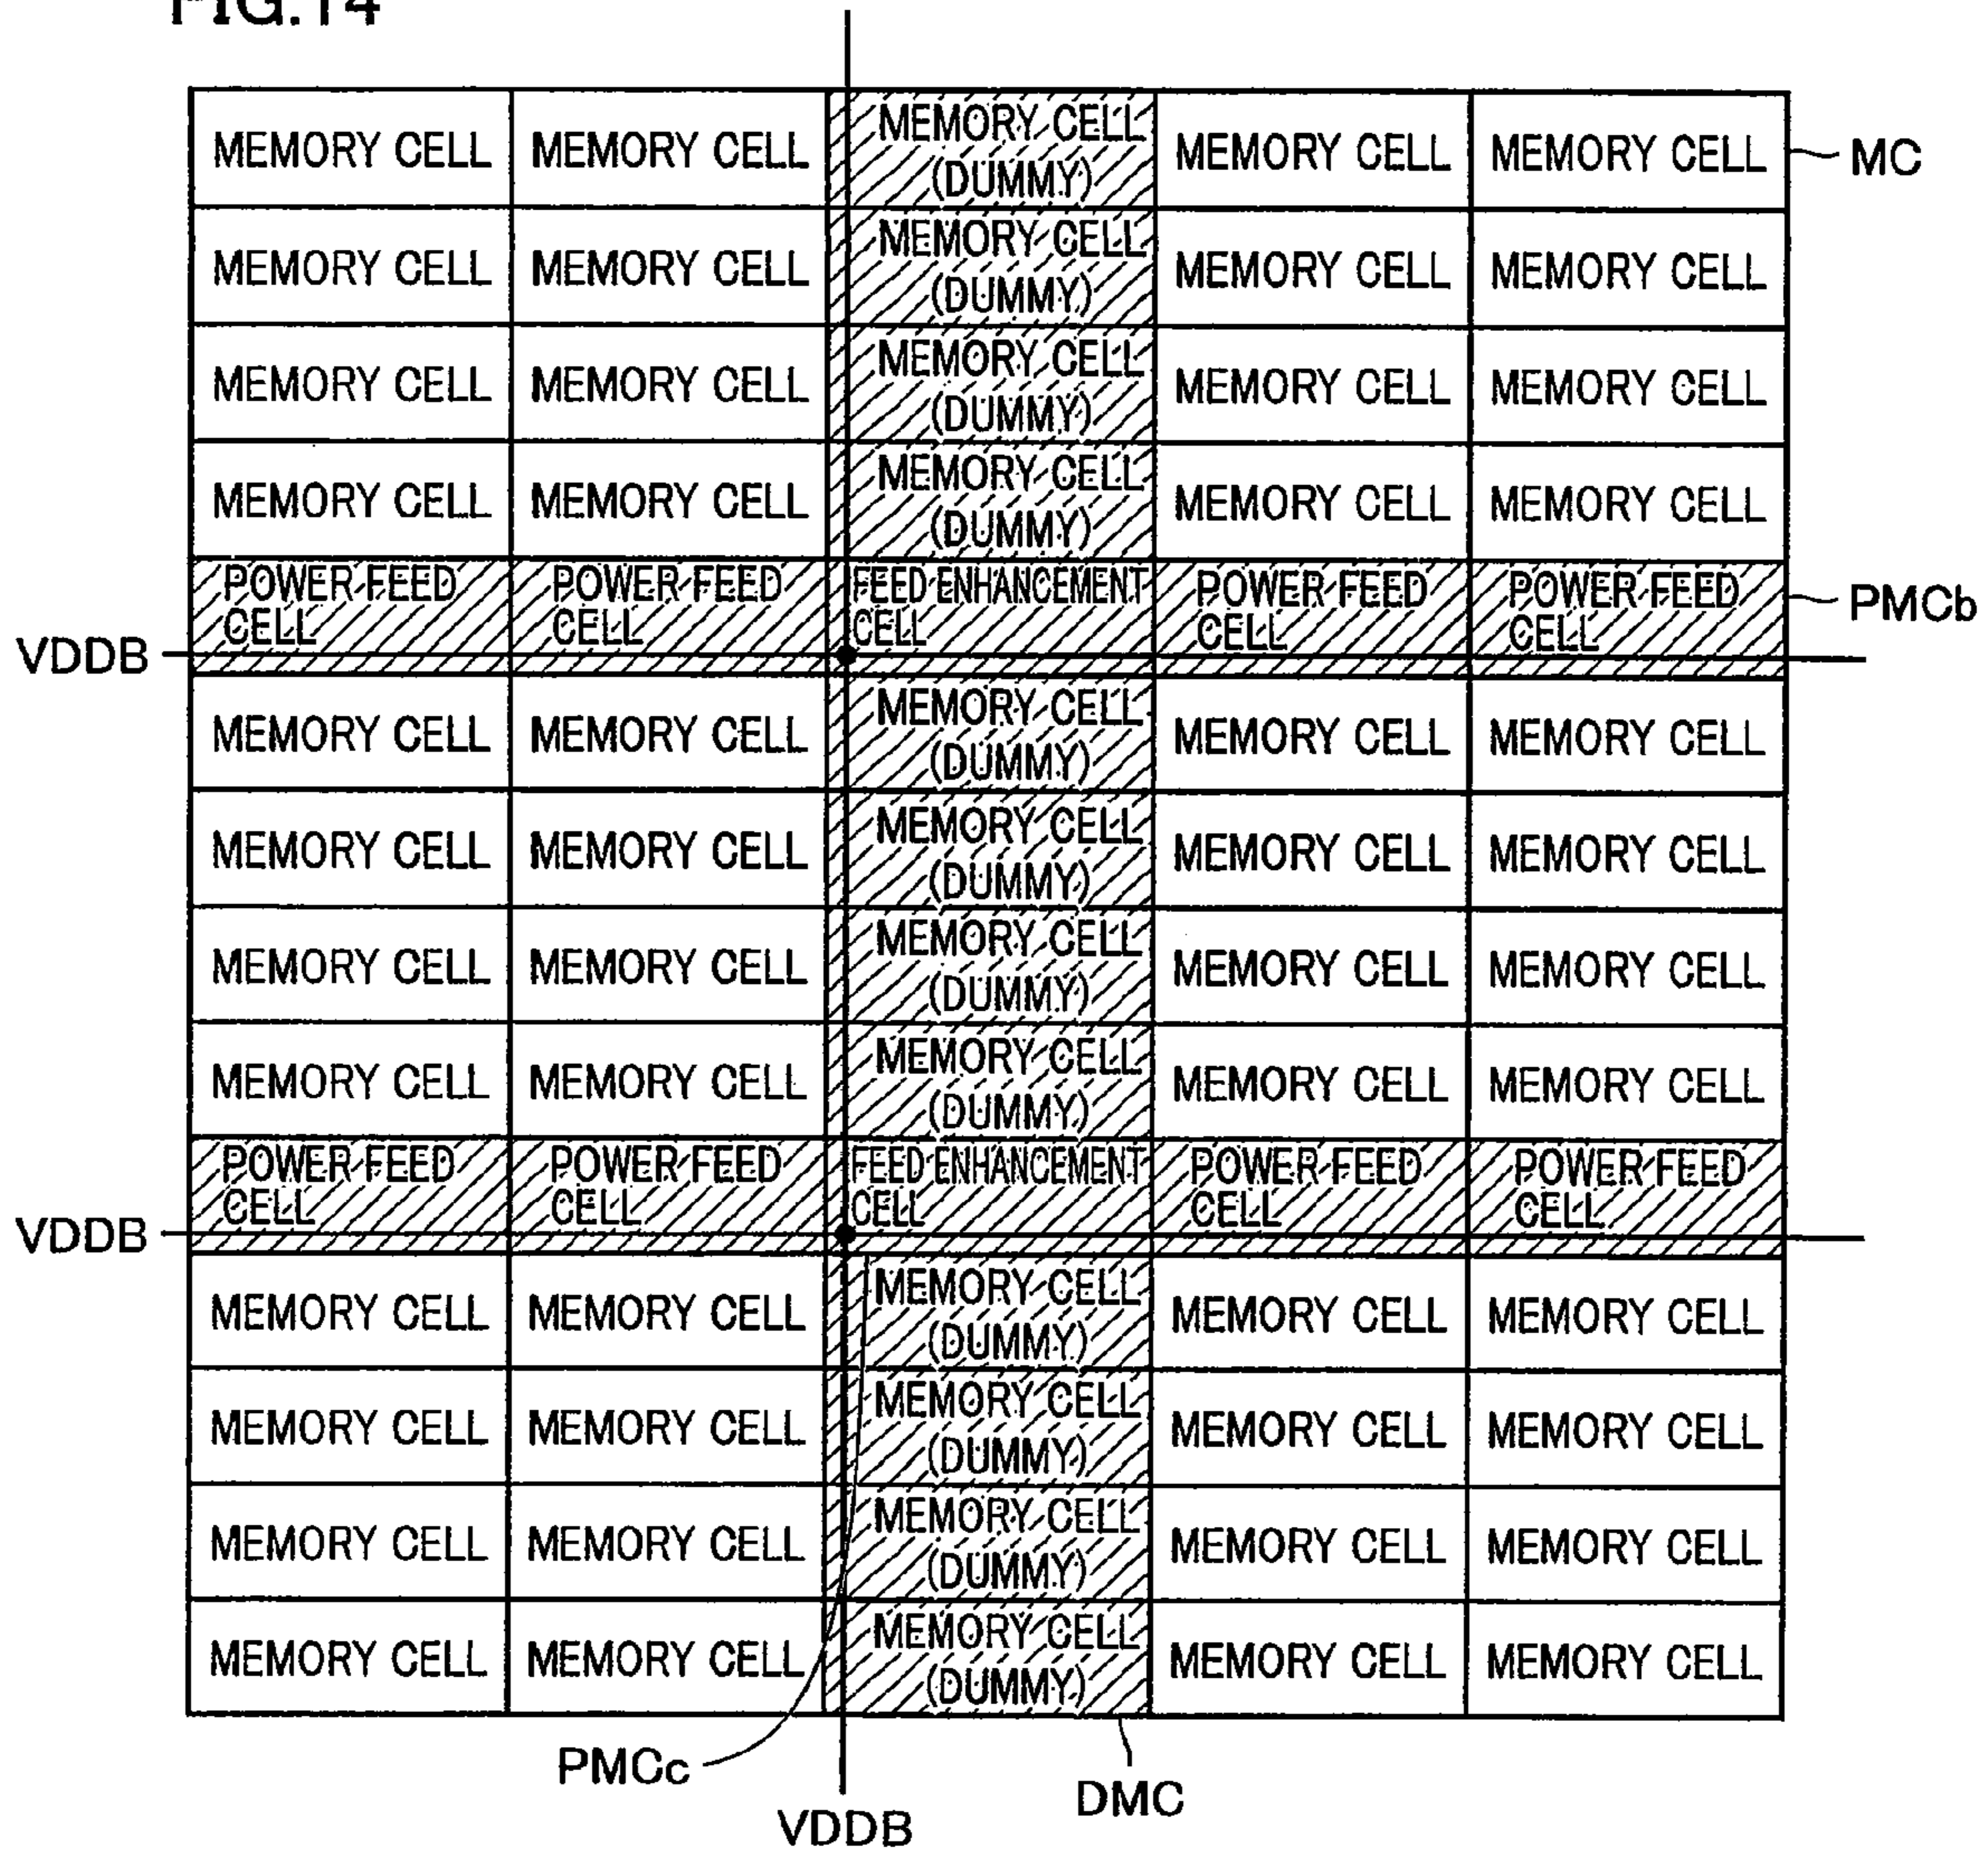 FIG.14
MEMORY CELL MEMORY CELL MEMORY CELL (DUMMY) MEMORY CELL MEMORY CELL MC
MEMORY CELL MEMORY CELL MEMORY CELL (DUMMY) MEMORY CELL MEMORY CELL
MEMORY CELL MEMORY CELL MEMORY CELL (DUMMY) MEMORY CELL MEMORY CELL
MEMORY CELL MEMORY CELL MEMORY CELL (DUMMY) MEMORY CELL MEMORY CELL
POWER FEED CELL POWER FEED CELL FEED ENHANCEMENT CELL POWER FEED CELL POWER FEED CELL PMCb
VDDB
MEMORY CELL MEMORY CELL MEMORY CELL (DUMMY) MEMORY CELL MEMORY CELL
MEMORY CELL MEMORY CELL MEMORY CELL (DUMMY) MEMORY CELL MEMORY CELL
MEMORY CELL MEMORY CELL MEMORY CELL (DUMMY) MEMORY CELL MEMORY CELL
MEMORY CELL MEMORY CELL MEMORY CELL (DUMMY) MEMORY CELL MEMORY CELL
POWER FEED CELL POWER FEED CELL FEED ENHANCEMENT CELL POWER FEED CELL POWER FEED CELL
VDDB
MEMORY CELL MEMORY CELL MEMORY CELL (DUMMY) MEMORY CELL MEMORY CELL
MEMORY CELL MEMORY CELL MEMORY CELL (DUMMY) MEMORY CELL MEMORY CELL
MEMORY CELL MEMORY CELL MEMORY CELL (DUMMY) MEMORY CELL MEMORY CELL
MEMORY CELL MEMORY CELL MEMORY CELL (DUMMY) MEMORY CELL MEMORY CELL
PMCc
DMC
VDDB